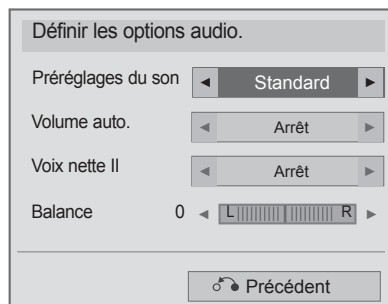 Définir les options audio.
Préréglages du son ◄ Standard ►
Volume auto. ◄ Arrêt ►
Voix nette II ◄ Arrêt ►
Balance 0 ◄ L R ►
Précédent